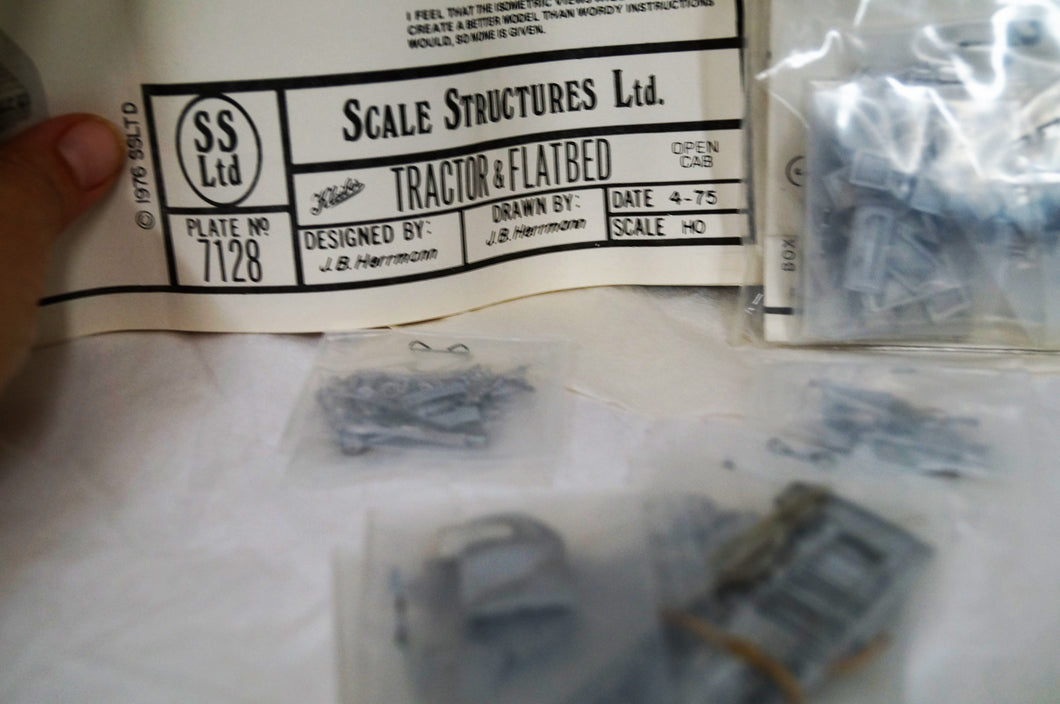 I FEEL THAT THE ISOMETRIC VIEWS
CREATE A BETTER MODEL THAN WORDY INSTRUCTIONS
WOULD, SO NONE IS GIVEN.
© 1976 SSLTD
SS
Ltd
SCALE STRUCTURES Ltd.
TRACTOR & FLATBED
OPEN
CAB
PLATE NO
7128
DESIGNED BY:
J.B. Herrmann
DRAWN BY:
J.B. Herrmann
DATE 4-75
SCALE HO
BOX